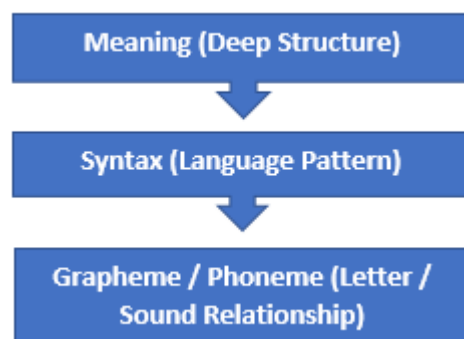 Meaning (Deep Structure)
Syntax (Language Pattern)
Grapheme / Phoneme (Letter /
Sound Relationship)